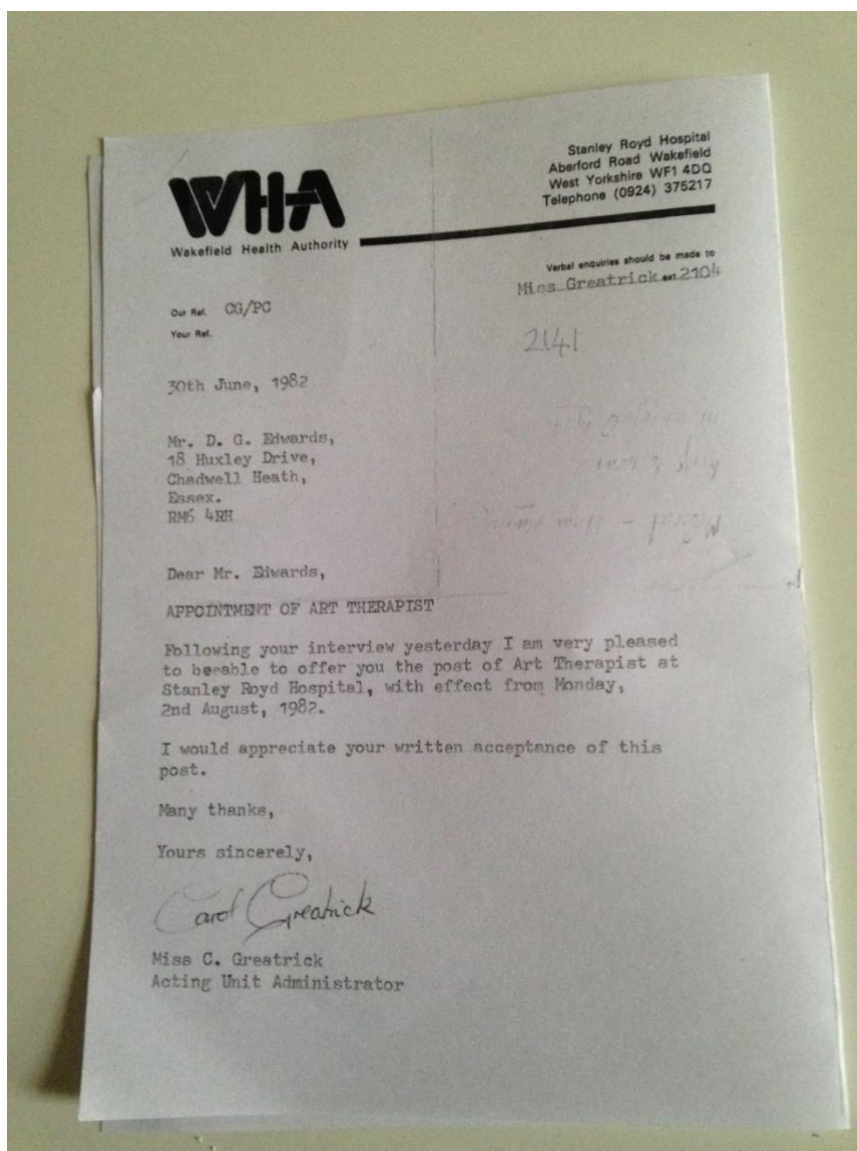 WHA
Wakefield Health Authority
Stanley Royd Hospital
Aberford Road Wakefield
West Yorkshire WF1 4DQ
Telephone (0924) 375217
Verbal enquiries should be made to
Miss Greatrick ext 2104
2141
Our Ref. CG/PC
Your Ref.
30th June, 1982
Mr. D. G. Edwards,
18 Huxley Drive,
Chadwell Heath,
Essex.
RM6 4RH
Dear Mr. Edwards,
APPOINTMENT OF ART THERAPIST
Following your interview yesterday I am very pleased
to beable to offer you the post of Art Therapist at
Stanley Royd Hospital, with effect from Monday,
2nd August, 1982.
I would appreciate your written acceptance of this
post.
Many thanks,
Yours sincerely,
Carol Greatrick
Miss C. Greatrick
Acting Unit Administrator